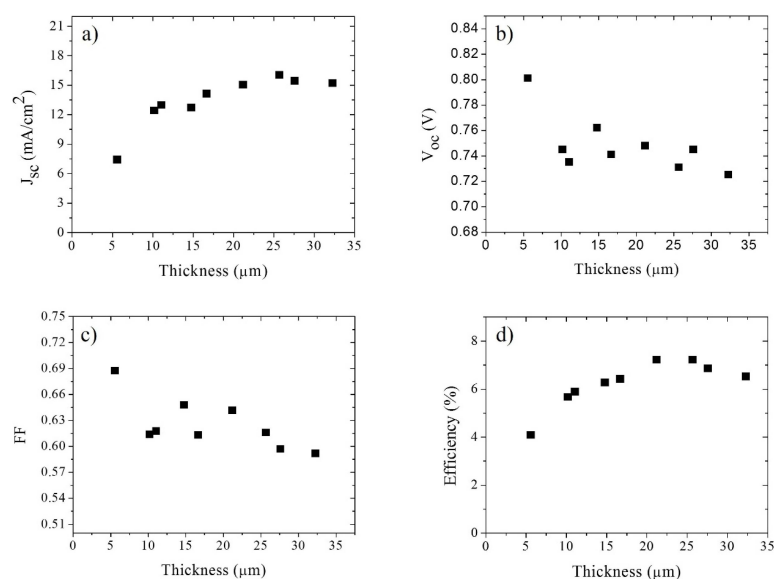 a)
J_sc (mA/cm²)
24
21
18
15
12
9
6
3
0
0 5 10 15 20 25 30 35
Thickness (μm)
b)
V_oc (V)
0.84
0.82
0.80
0.78
0.76
0.74
0.72
0.70
0.68
0 5 10 15 20 25 30 35
Thickness (μm)
c)
FF
0.75
0.72
0.69
0.66
0.63
0.60
0.57
0.54
0.51
0 5 10 15 20 25 30 35
Thickness (μm)
d)
Efficiency (%)
8
6
4
2
0
0 5 10 15 20 25 30 35
Thickness (μm)